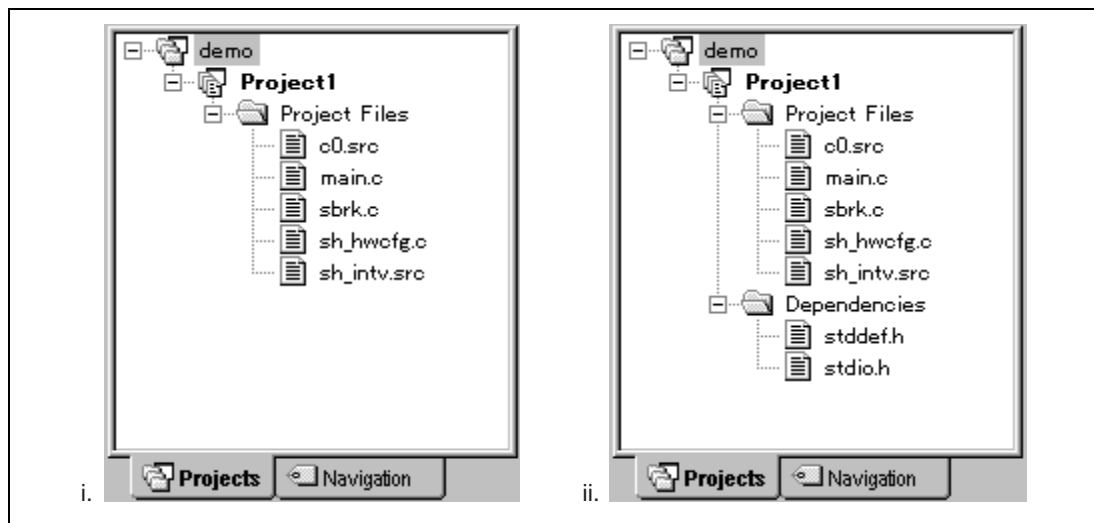 demo
Project1
Project Files
c0.src
main.c
sbrk.c
sh_hwcfg.c
sh_intv.src
Projects
Navigation
i.
demo
Project1
Project Files
c0.src
main.c
sbrk.c
sh_hwcfg.c
sh_intv.src
Dependencies
stddef.h
stdio.h
Projects
Navigation
ii.